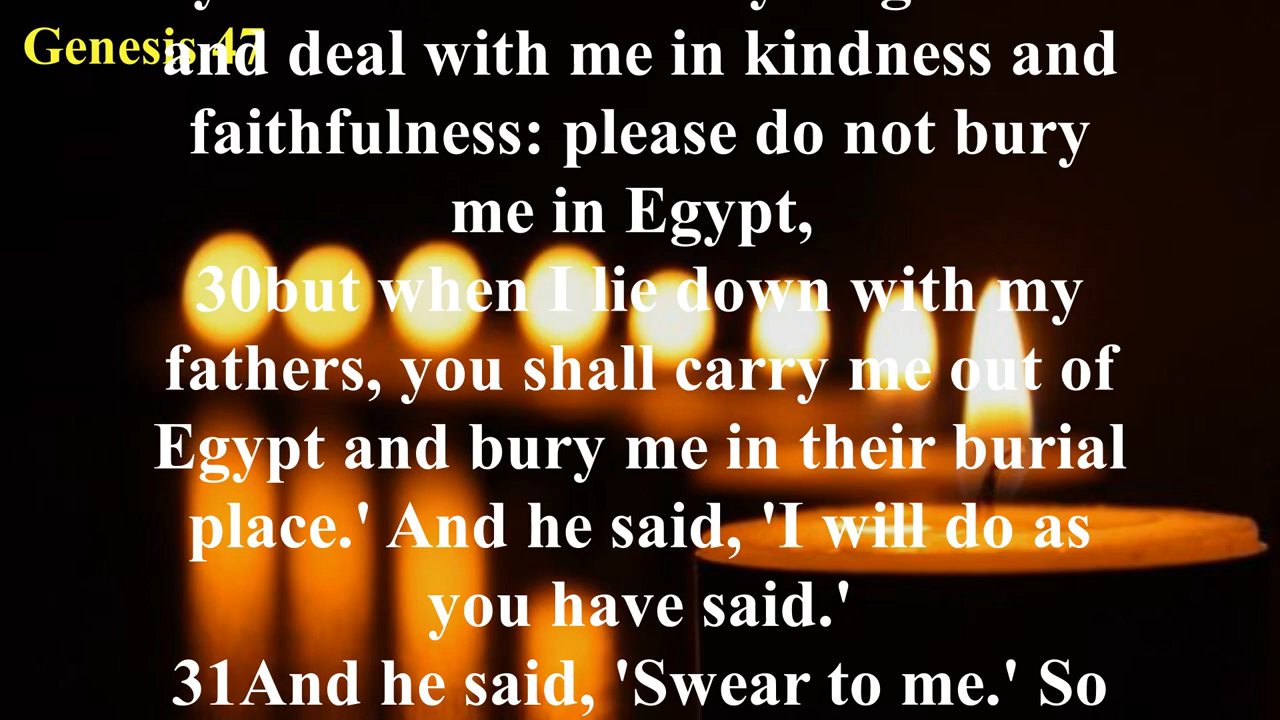 Genesis 47
and deal with me in kindness and
faithfulness: please do not bury
me in Egypt,
30but when I lie down with my
fathers, you shall carry me out of
Egypt and bury me in their burial
place.' And he said, 'I will do as
you have said.'
31And he said, 'Swear to me.' So